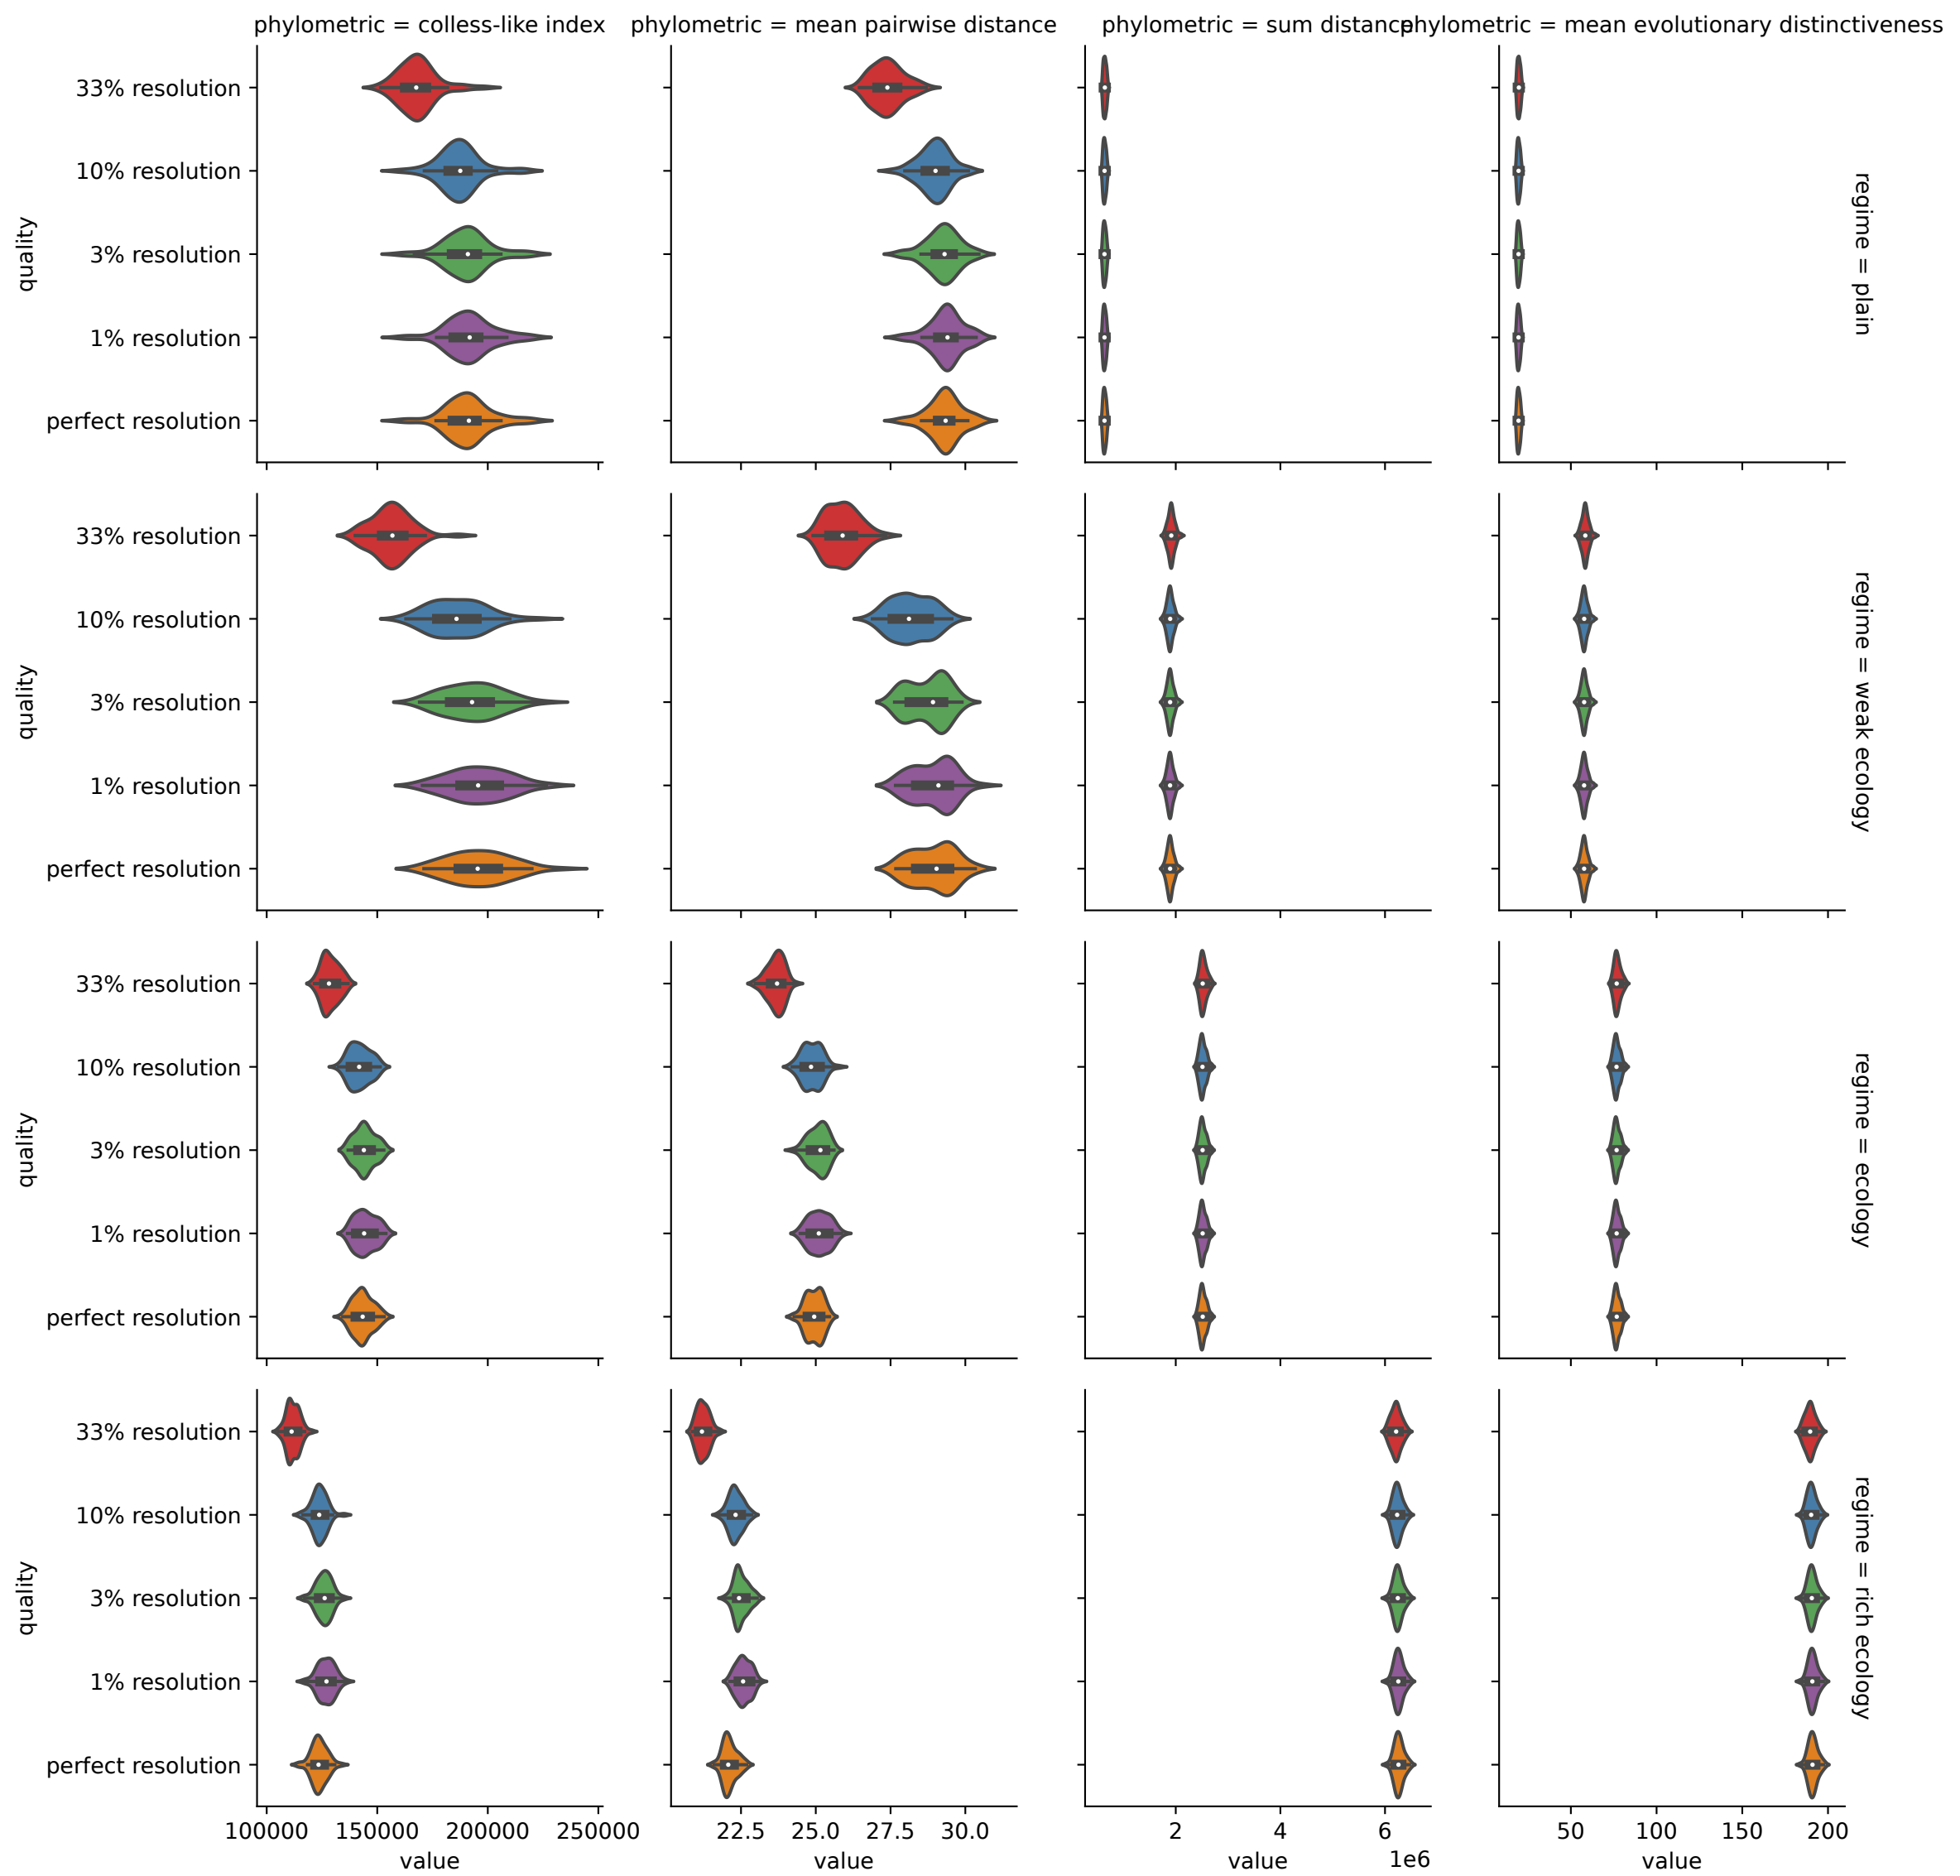 phylometric = colless-like index
phylometric = mean pairwise distance
phylometric = sum distance
phylometric = mean evolutionary distinctiveness
quality
33% resolution
10% resolution
3% resolution
1% resolution
perfect resolution
regime = plain
quality
33% resolution
10% resolution
3% resolution
1% resolution
perfect resolution
regime = weak ecology
quality
33% resolution
10% resolution
3% resolution
1% resolution
perfect resolution
regime = ecology
quality
33% resolution
10% resolution
3% resolution
1% resolution
perfect resolution
regime = rich ecology
100000 150000 200000 250000
22.5 25.0 27.5 30.0
2 4 6
50 100 150 200
value
value
value
1e6
value